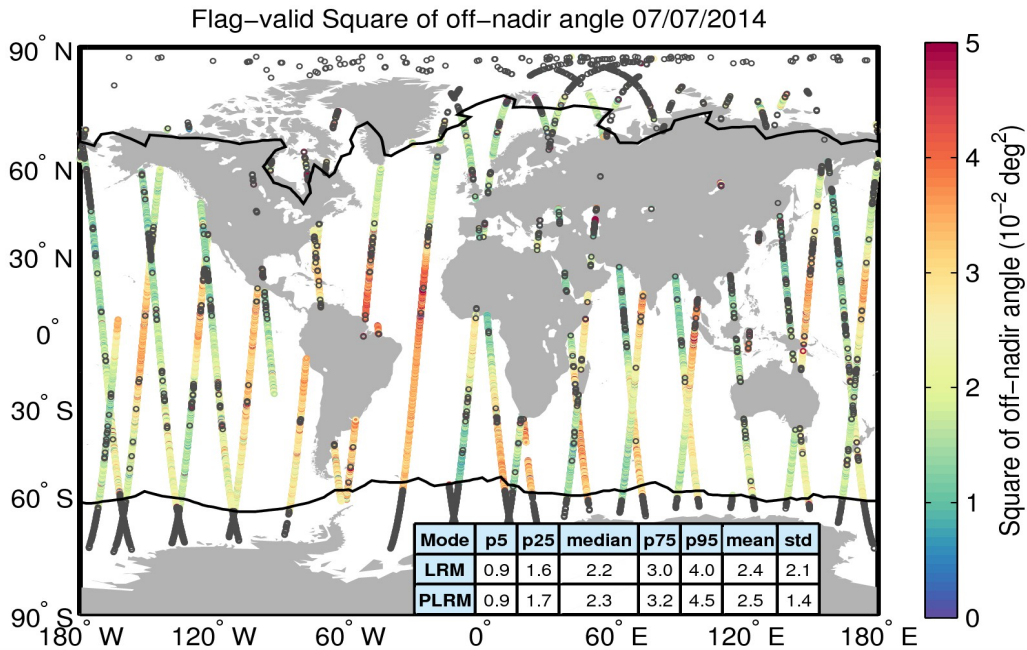 Flag−valid Square of off−nadir angle 07/07/2014
90° N
60° N
30° N
0°
30° S
60° S
90° S
180° W
120° W
60° W
0°
60° E
120° E
180° E
Mode p5 p25 median p75 p95 mean std
LRM 0.9 1.6 2.2 3.0 4.0 2.4 2.1
PLRM 0.9 1.7 2.3 3.2 4.5 2.5 1.4
5
4
3
2
1
0
Square of off−nadir angle (10⁻² deg²)